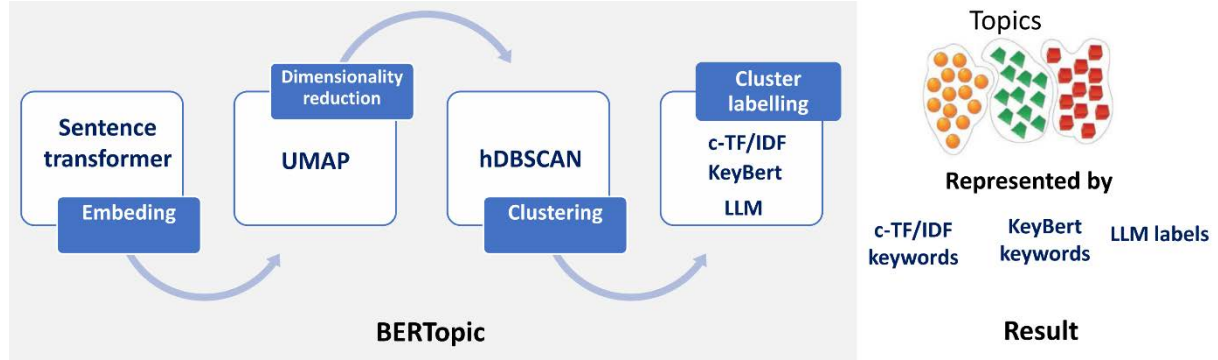 Sentence
transformer
Embeding
Dimensionality
reduction
UMAP
hDBSCAN
Clustering
Cluster
labelling
c-TF/IDF
KeyBert
LLM
BERTopic
Topics
Represented by
c-TF/IDF
keywords
KeyBert
keywords
LLM labels
Result